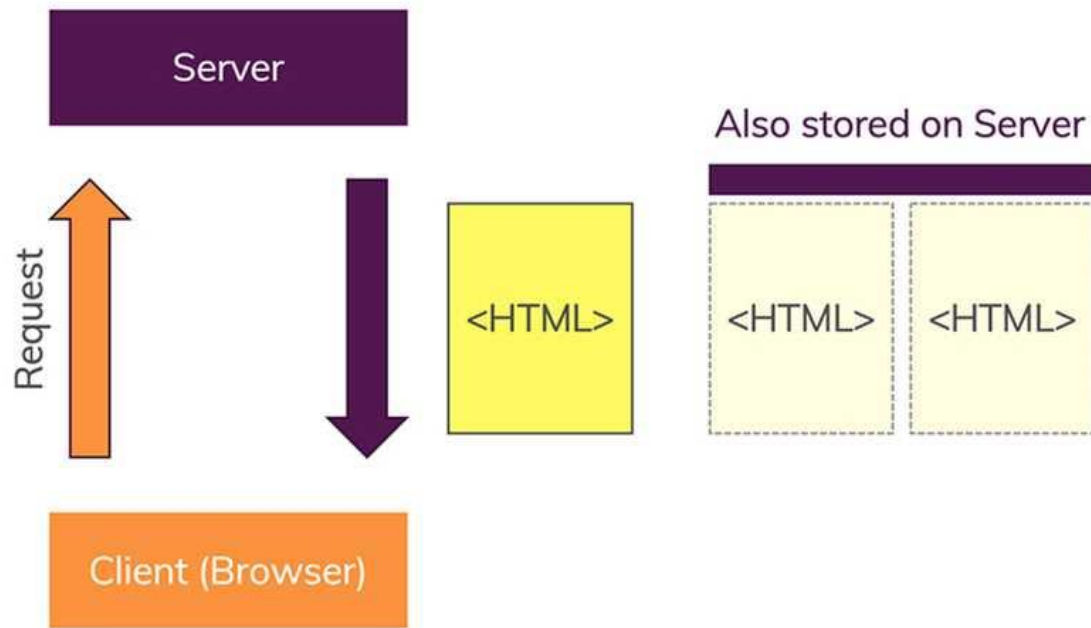 Server
Also stored on Server
Request
<HTML>
<HTML>
<HTML>
Client (Browser)